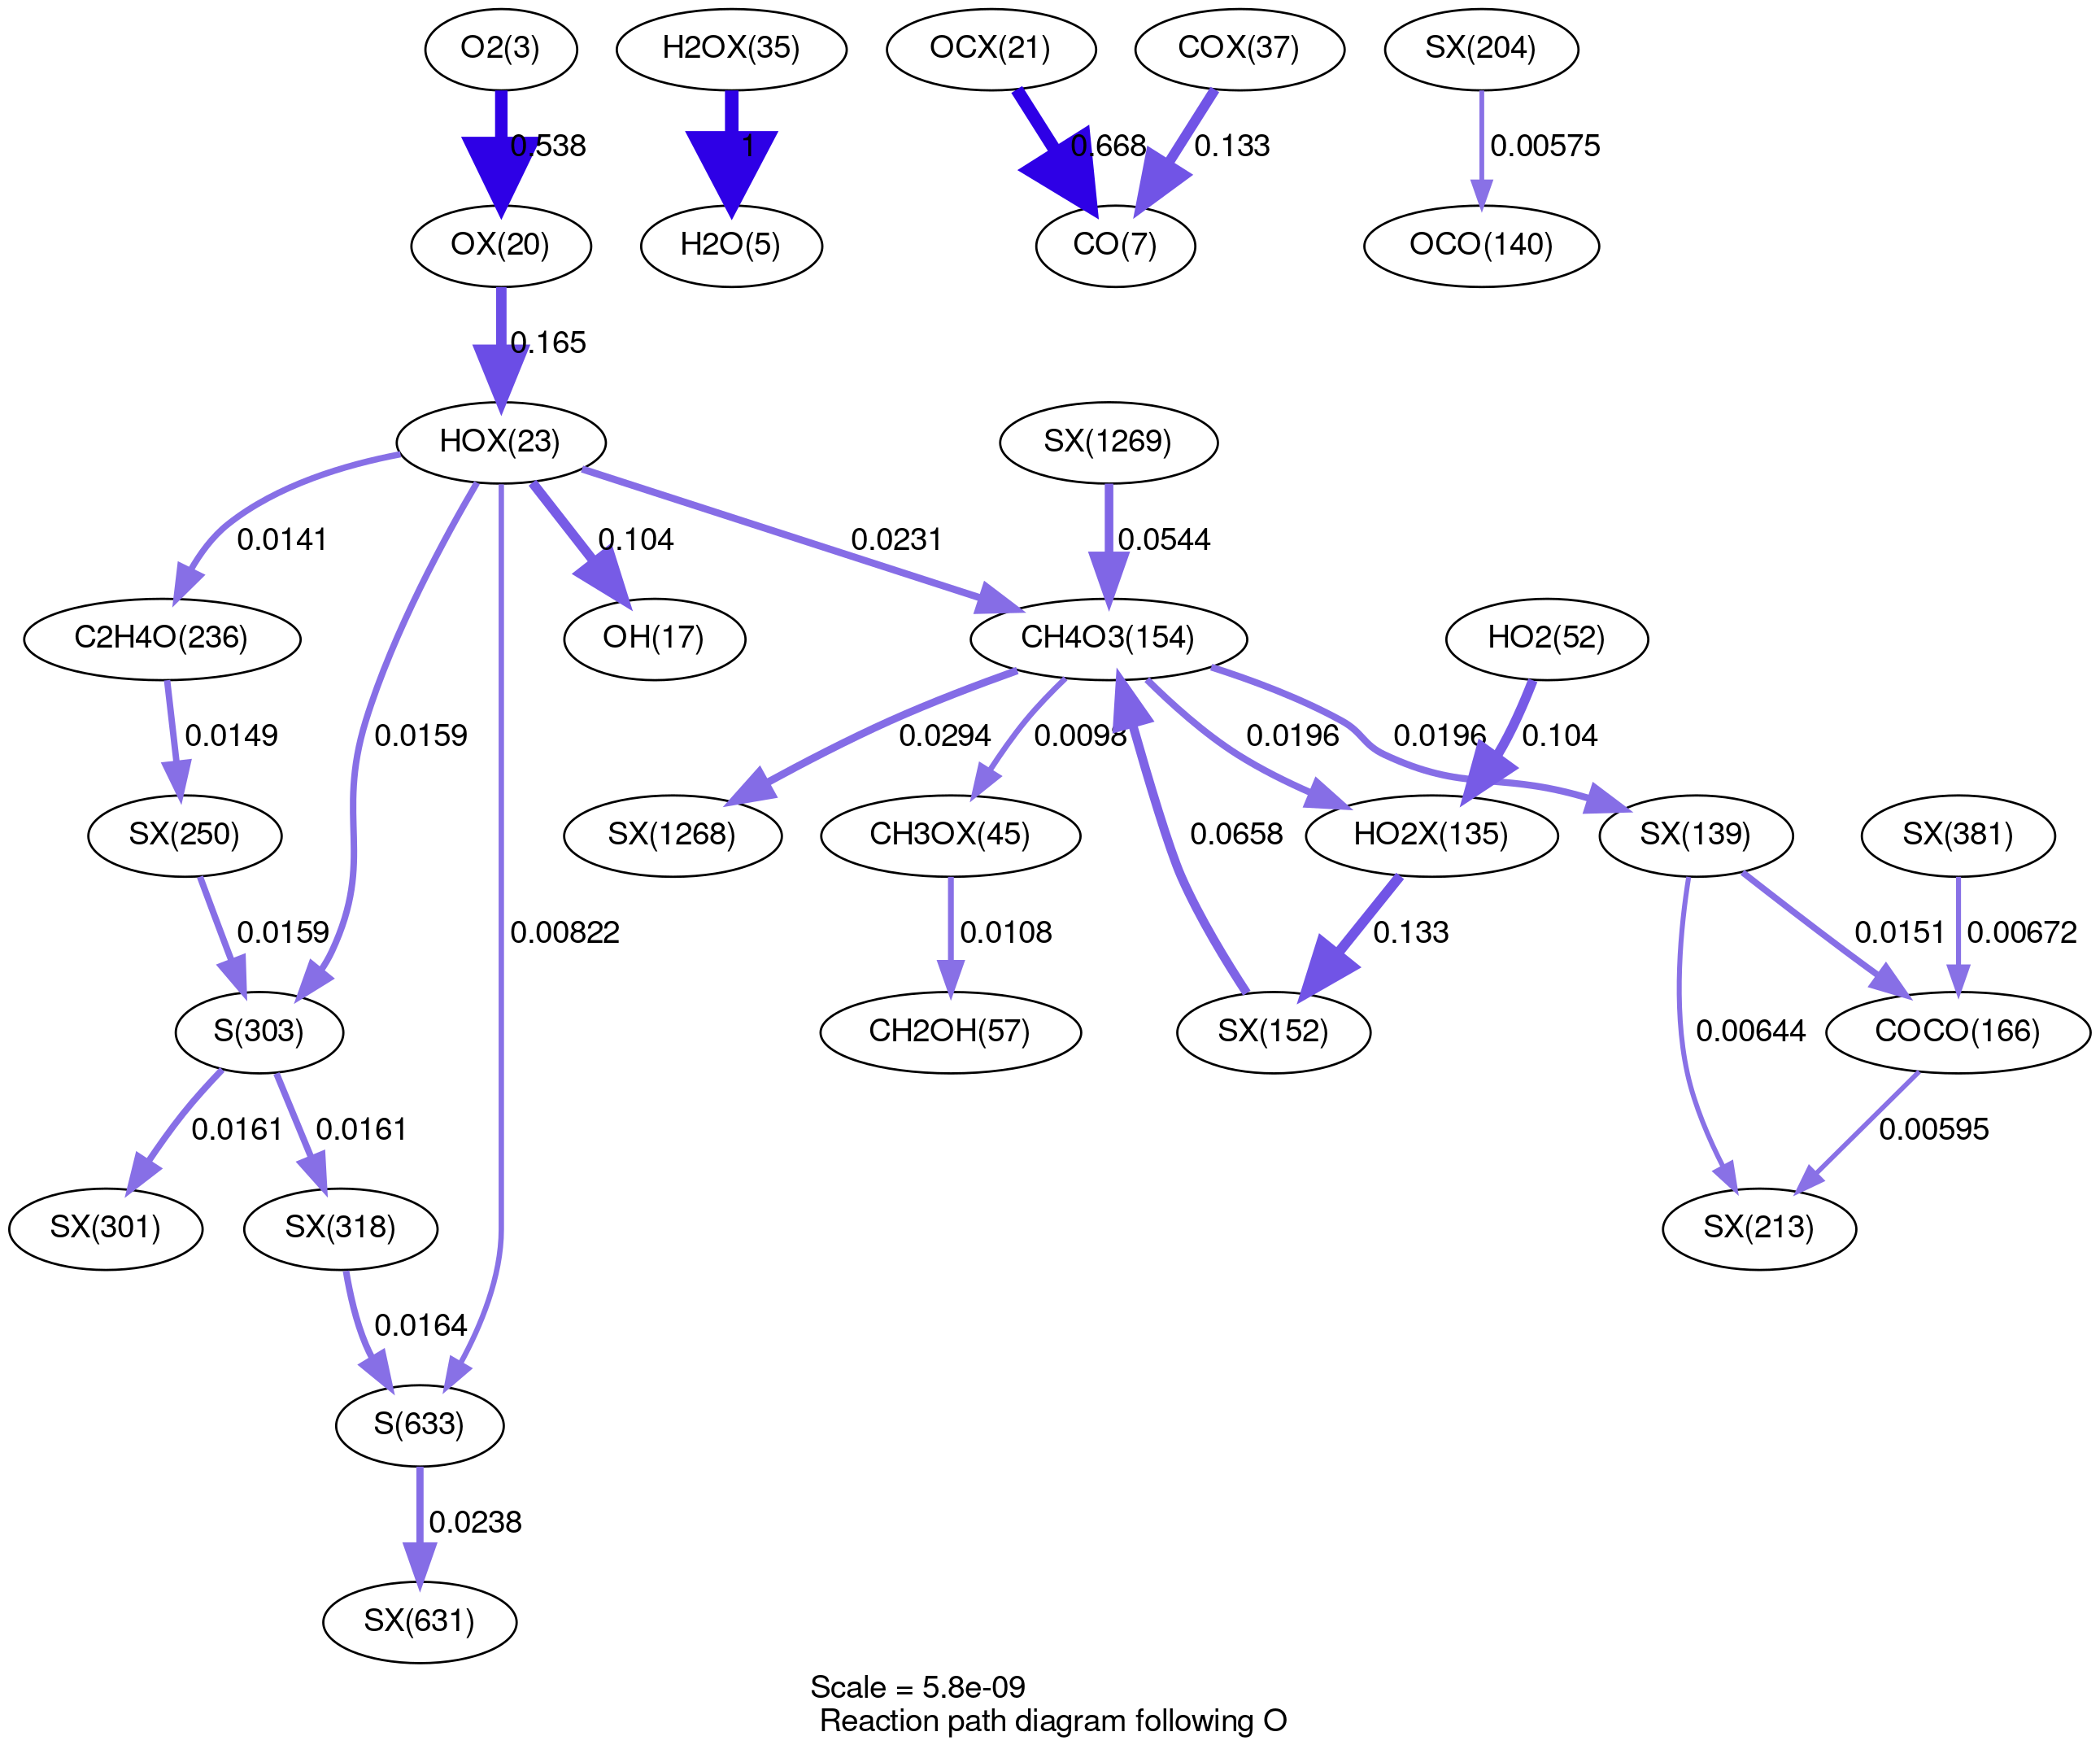 O2(3)
H2OX(35)
OCX(21)
COX(37)
SX(204)
0.538
1
0.668
0.133
0.00575
OX(20)
H2O(5)
CO(7)
OCO(140)
0.165
HOX(23)
SX(1269)
0.0141
0.104
0.0231
0.0544
C2H4O(236)
OH(17)
CH4O3(154)
HO2(52)
0.0149
0.0159
0.0294
0.0098
0.0196
0.0196
0.104
SX(250)
SX(1268)
CH3OX(45)
HO2X(135)
SX(139)
SX(381)
0.0658
0.0159
0.00822
0.0108
0.133
0.0151
0.00672
S(303)
CH2OH(57)
SX(152)
0.00644
COCO(166)
0.0161
0.0161
0.00595
SX(301)
SX(318)
SX(213)
0.0164
S(633)
0.0238
SX(631)
Scale = 5.8e-09
Reaction path diagram following O